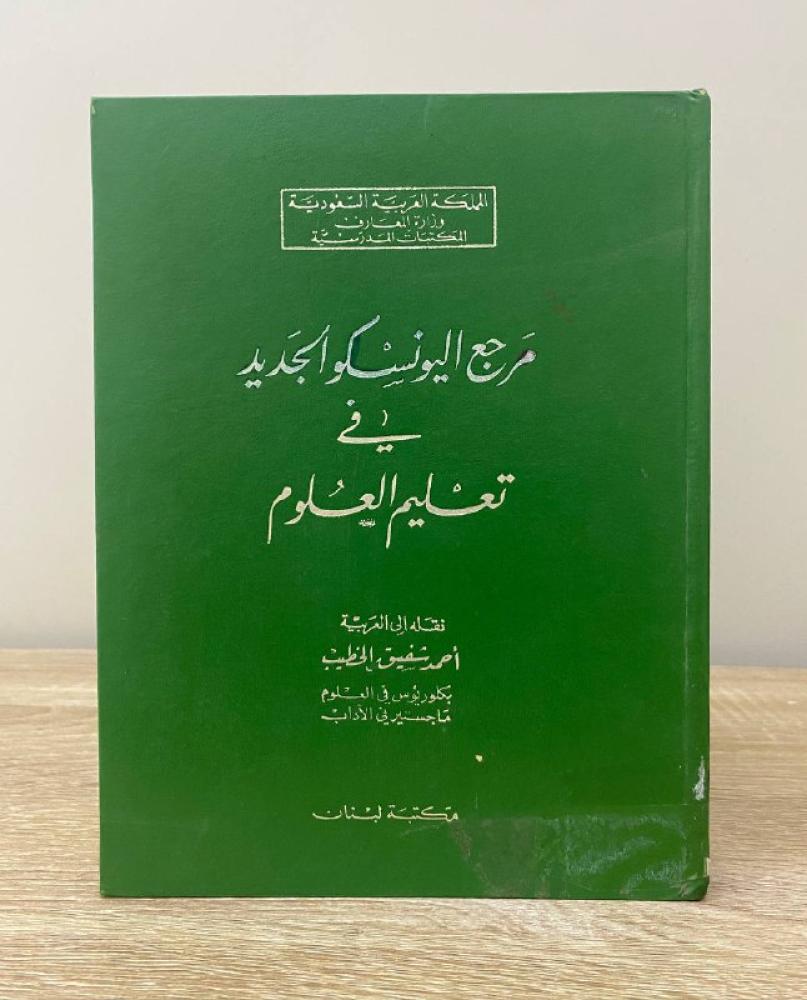 المملكة العربية السعودية
وزارة المعارف
المكتبات المدرسية
مرجع اليونسكو الجديد
في
تعليم العلوم
نقله إلى العربية
أحمد شفيق الخطيب
بكلوريوس في العلوم
ماجستير في الآداب
مكتبة لبنان